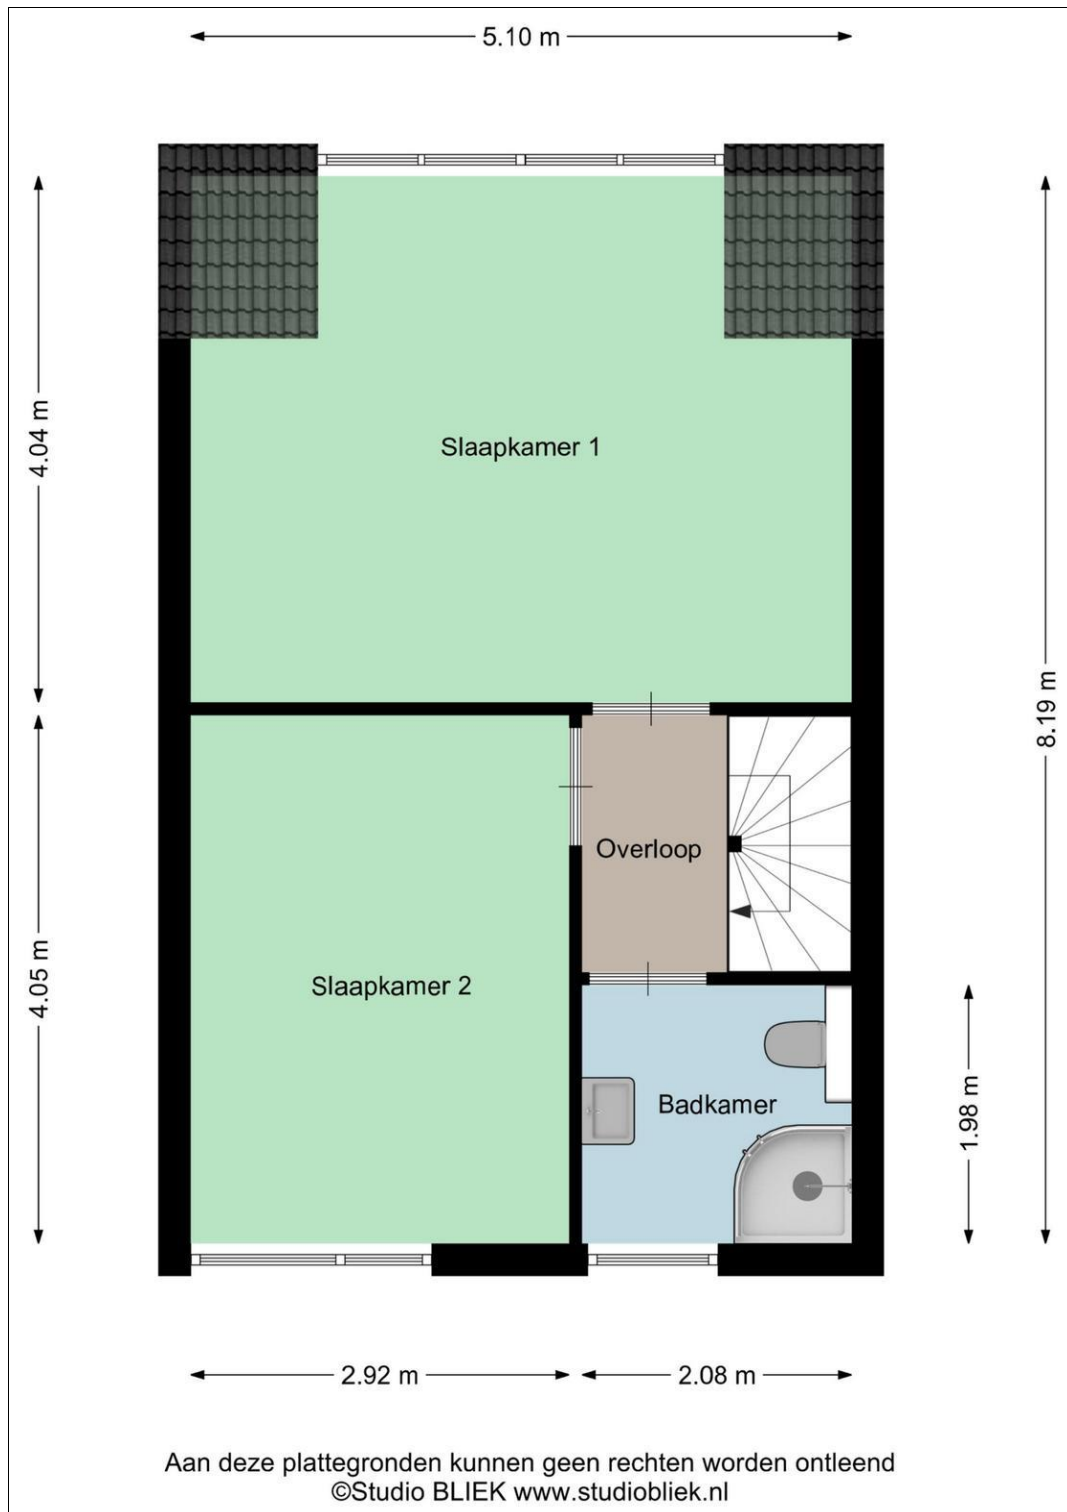 5.10 m
4.04 m
Slaapkamer 1
8.19 m
Overloop
4.05 m
Slaapkamer 2
Badkamer
1.98 m
2.92 m
2.08 m
Aan deze plattegronden kunnen geen rechten worden ontleend
©Studio BLIEK www.studiobliek.nl